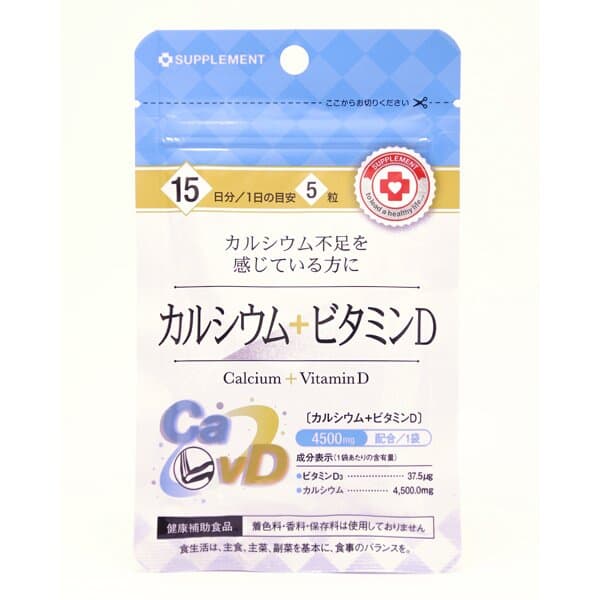 SUPPLEMENT
ここからお切りください
15日分/1日の目安5粒
SUPPLEMENT
to lead a healthy life...
カルシウム不足を
感じている方に
カルシウム+ビタミンD
Calcium + Vitamin D
Ca
vD
[カルシウム+ビタミンD]
4500mg 配合/1袋
成分表示(1袋あたりの含有量)
●ビタミンD₃ ……………… 37.5μg
●カルシウム ……………… 4,500.0mg
健康補助食品 着色料・香料・保存料は使用しておりません
食生活は、主食、主菜、副菜を基本に、食事のバランスを。